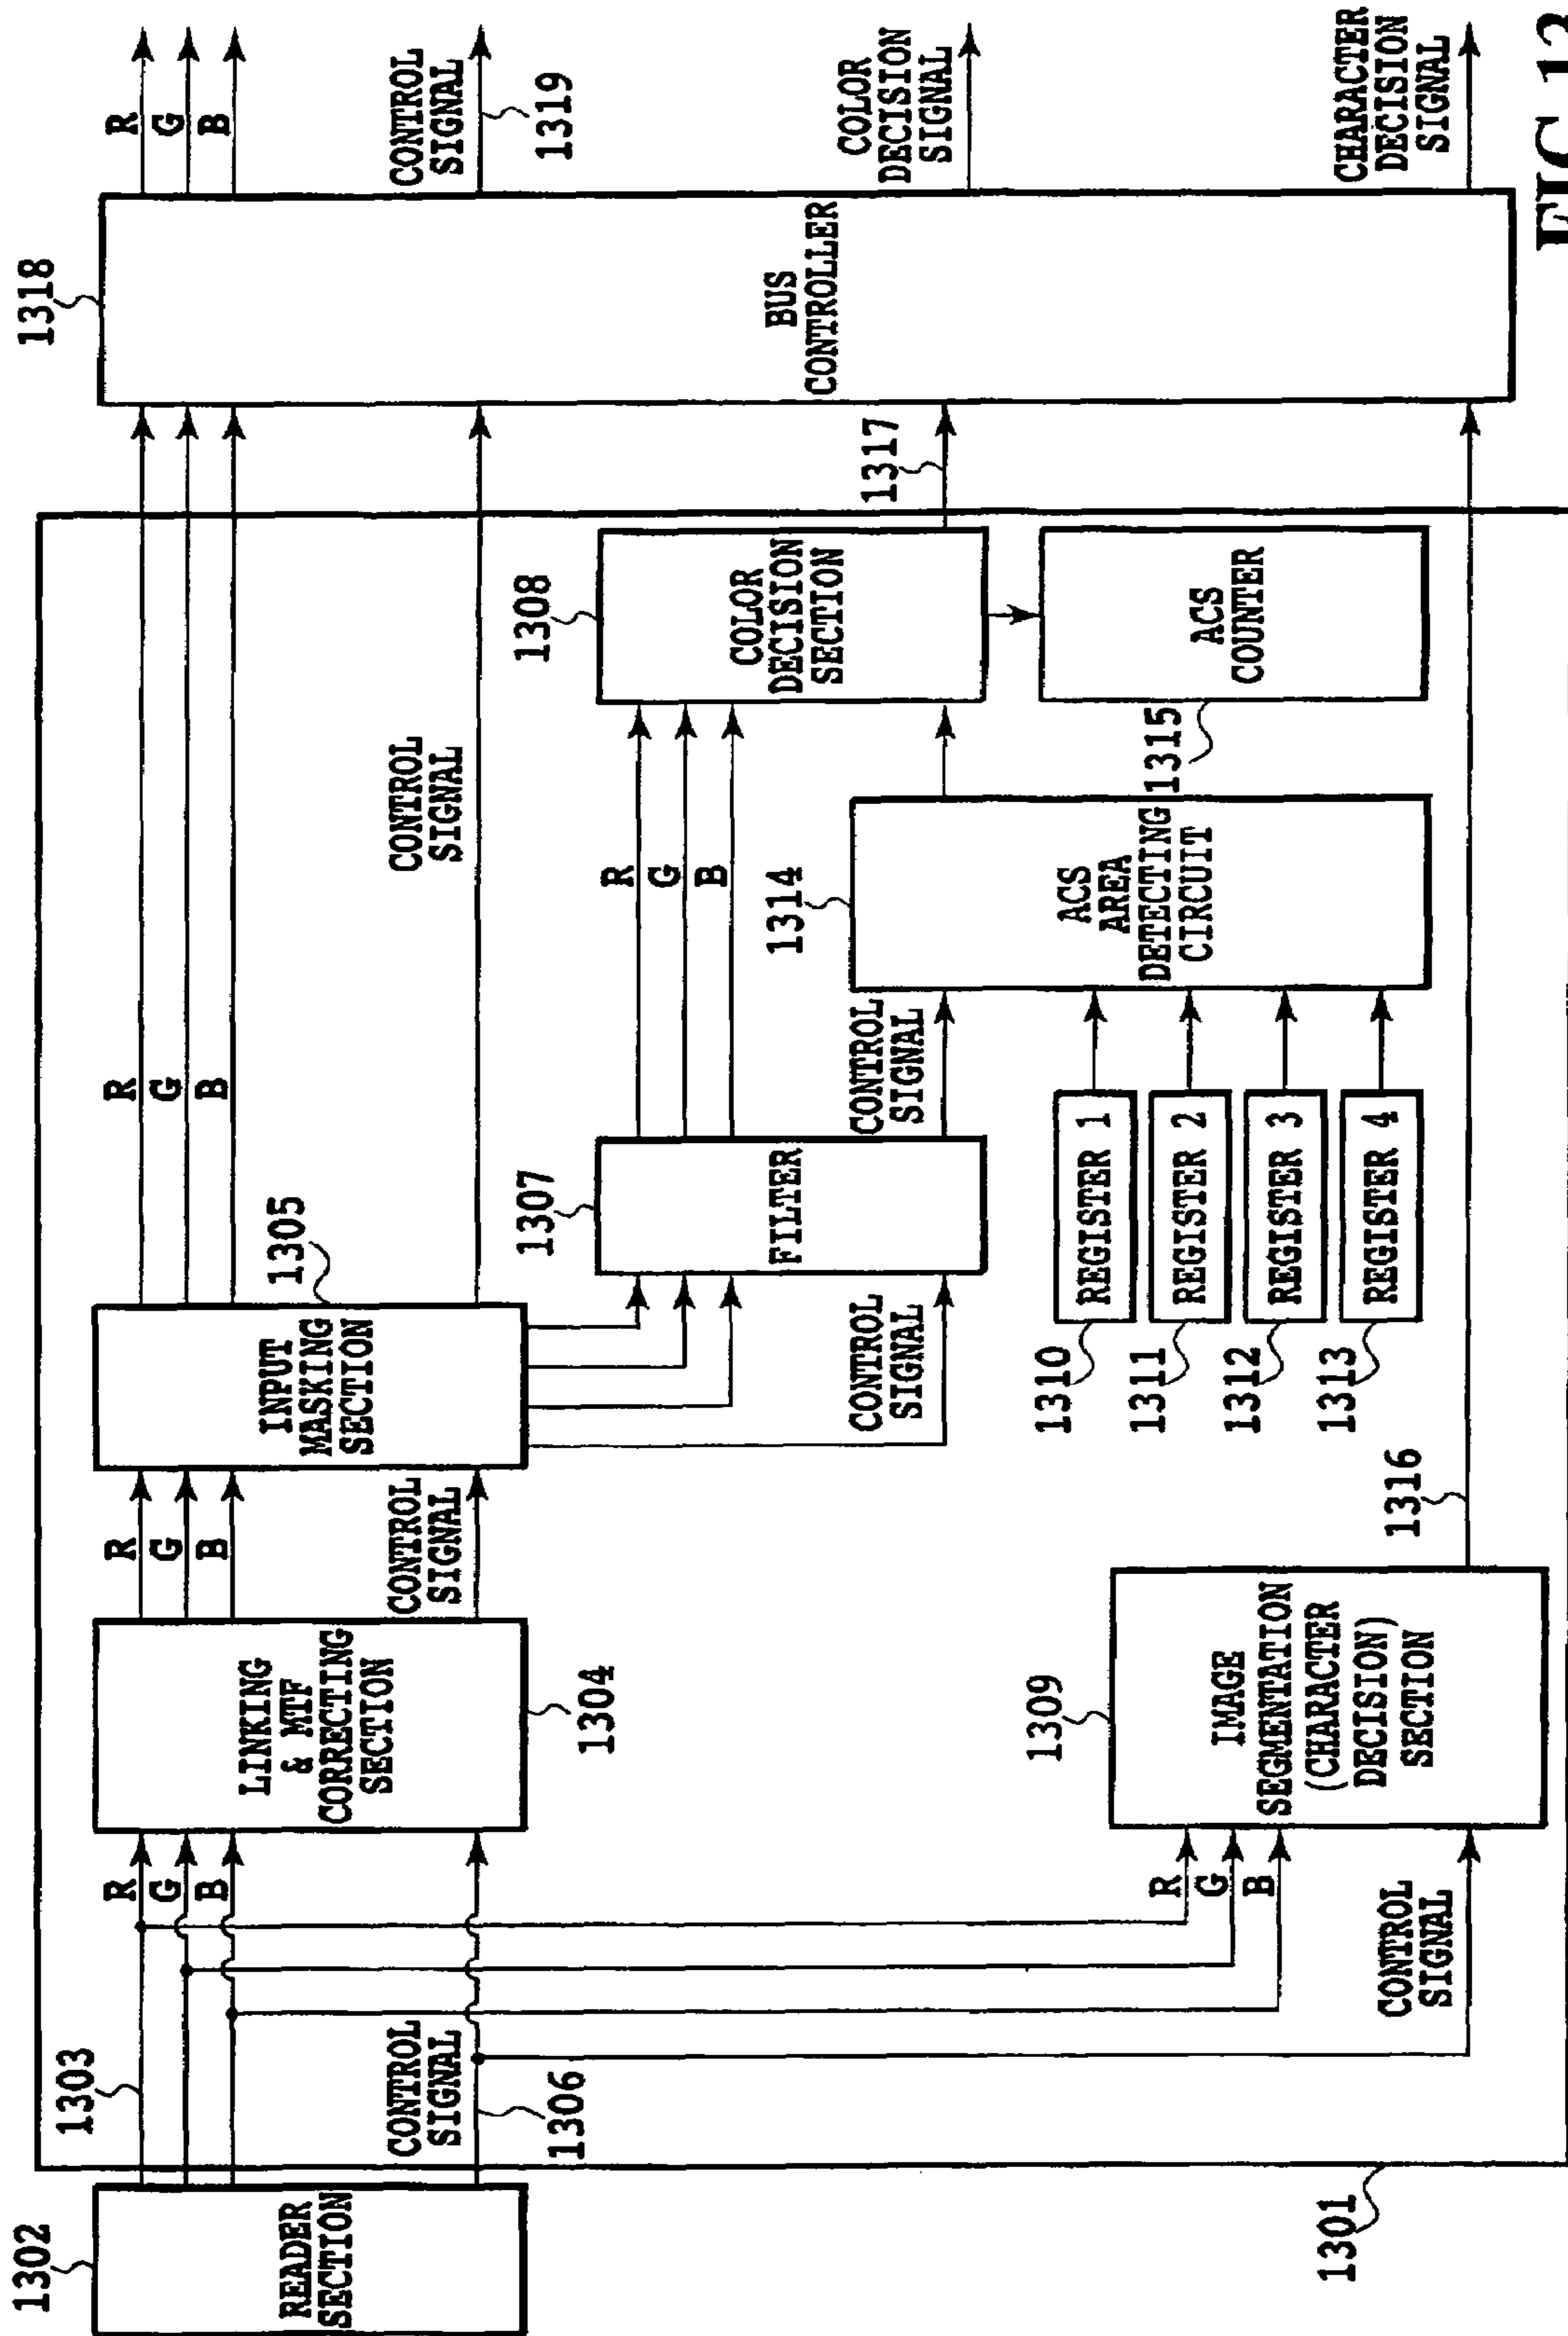 1302
READER
SECTION
1303
R
G
B
CONTROL
SIGNAL
1306
LINKING
& MTF
CORRECTING
SECTION
1304
R
G
B
CONTROL
SIGNAL
INPUT
MASKING
SECTION
1305
R
G
B
CONTROL
SIGNAL
1318
BUS
CONTROLLER
R
G
B
CONTROL
SIGNAL
1319
CONTROL
SIGNAL
1307
FILTER
R
G
B
CONTROL
SIGNAL
1308
COLOR
DECISION
SECTION
1317
COLOR
DECISION
SIGNAL
1314
ACS
AREA
DETECTING
CIRCUIT
1315
ACS
COUNTER
1310
REGISTER 1
1311
REGISTER 2
1312
REGISTER 3
1313
REGISTER 4
1301
R
G
B
CONTROL
SIGNAL
1309
IMAGE
SEGMENTATION
(CHARACTER
DECISION)
SECTION
1316
CHARACTER
DECISION
SIGNAL